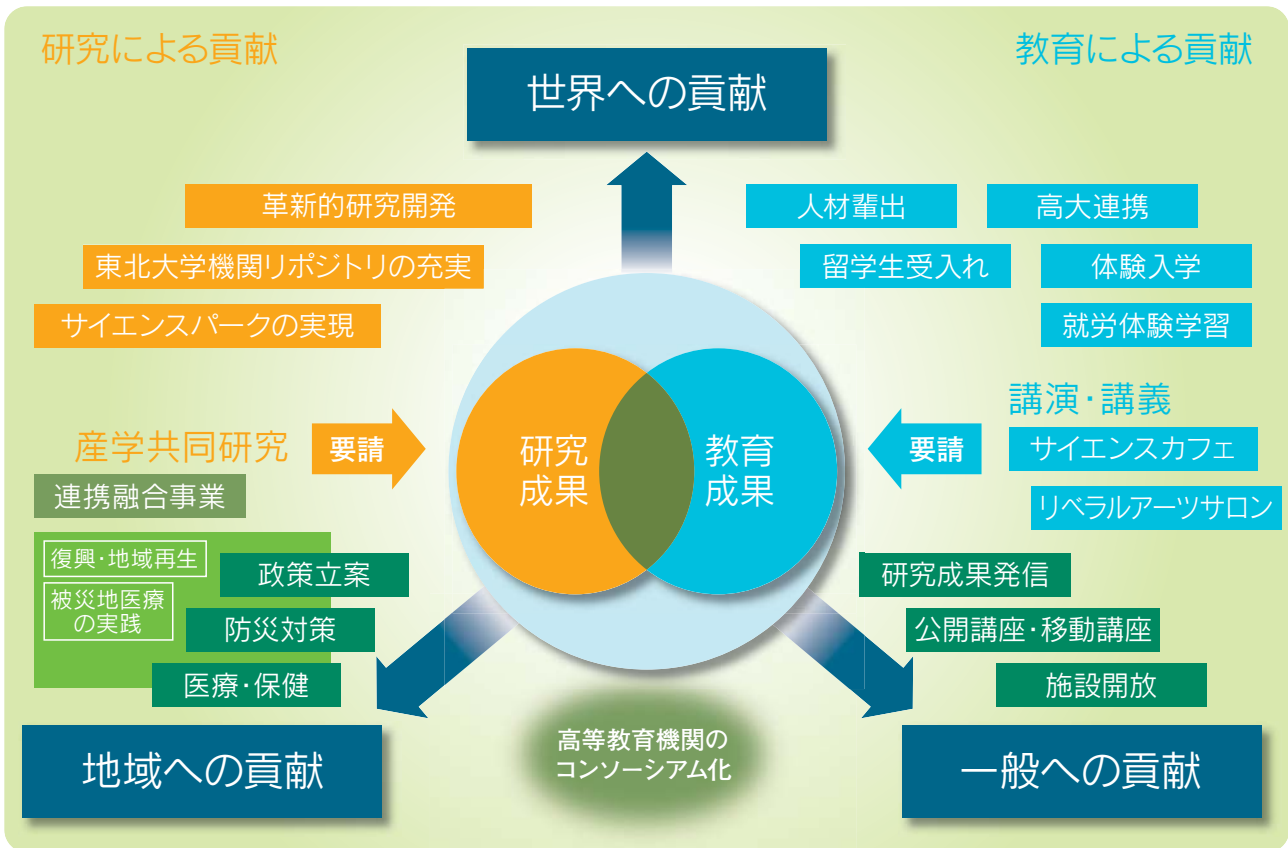 研究による貢献
教育による貢献
世界への貢献
革新的研究開発
東北大学機関リポジトリの充実
サイエンスパークの実現
人材輩出
高大連携
留学生受入れ
体験入学
就労体験学習
産学共同研究
要請
連携融合事業
研究
成果
教育
成果
要請
講演・講義
サイエンスカフェ
リベラルアーツサロン
復興・地域再生
被災地医療
の実践
政策立案
防災対策
医療・保健
研究成果発信
公開講座・移動講座
施設開放
地域への貢献
高等教育機関の
コンソーシアム化
一般への貢献